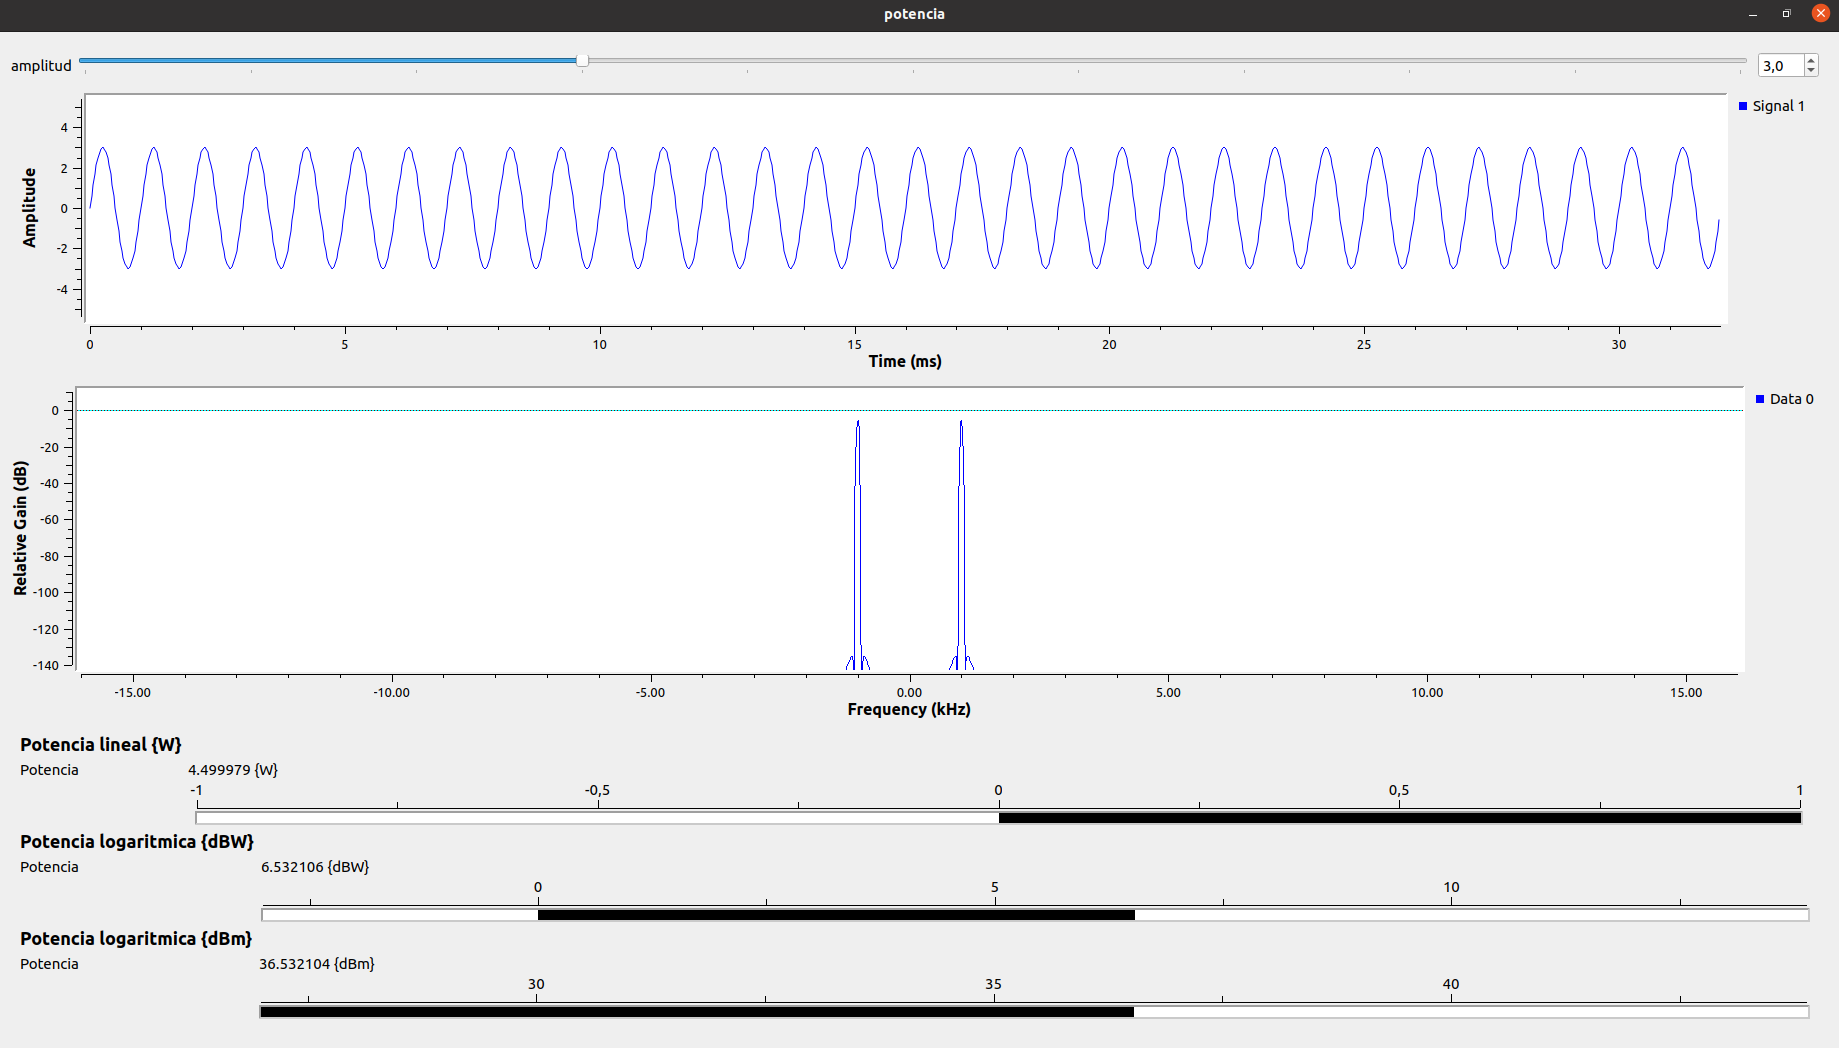 potencia
amplitud
3,0
Signal 1
4
2
0
-2
-4
Amplitude
0 5 10 15 20 25 30
Time (ms)
Data 0
0
-20
-40
-60
-80
-100
-120
-140
Relative Gain (dB)
-15.00 -10.00 -5.00 0.00 5.00 10.00 15.00
Frequency (kHz)
Potencia lineal {W}
Potencia 4.499979 {W}
-1 -0,5 0 0,5 1
Potencia logaritmica {dBW}
Potencia 6.532106 {dBW}
0 5 10
Potencia logaritmica {dBm}
Potencia 36.532104 {dBm}
30 35 40